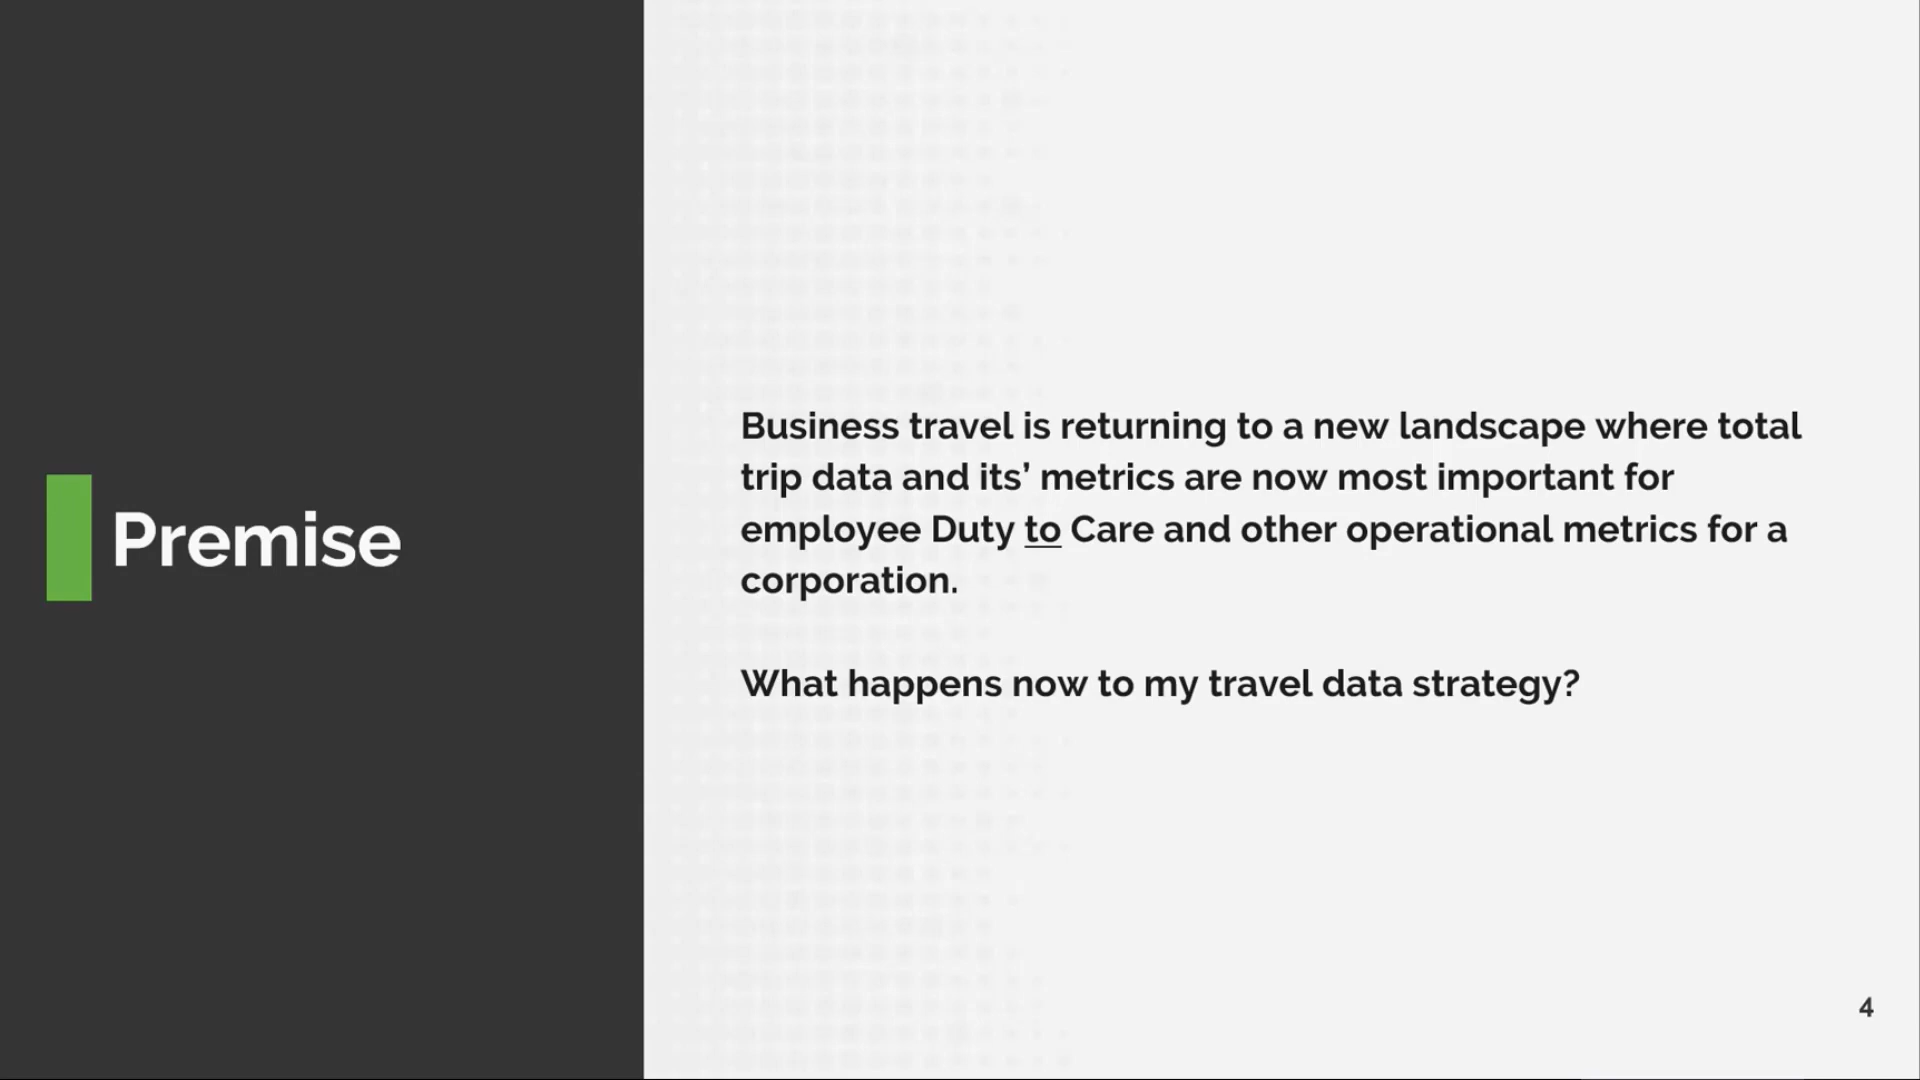 Premise
Business travel is returning to a new landscape where total
trip data and its’ metrics are now most important for
employee Duty to Care and other operational metrics for a
corporation.
What happens now to my travel data strategy?
4